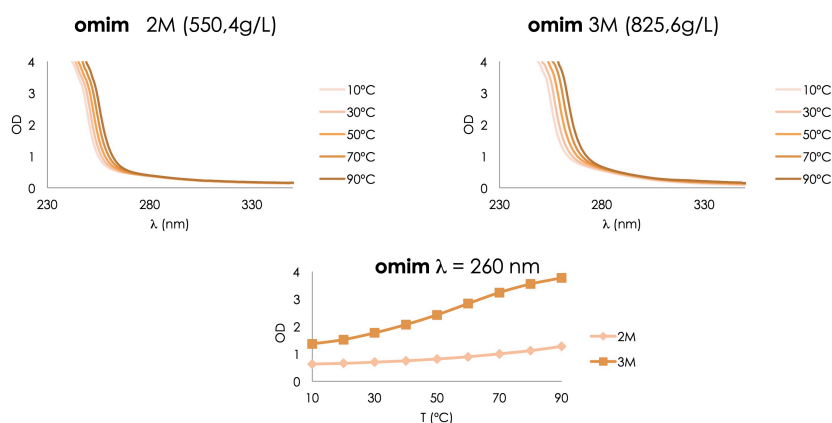 omim 2M (550,4g/L)
4
3
2
1
0
OD
230
280
330
λ (nm)
10ºC
30ºC
50ºC
70ºC
90ºC
omim 3M (825,6g/L)
4
3
2
1
0
OD
230
280
330
λ (nm)
10ºC
30ºC
50ºC
70ºC
90ºC
omim λ = 260 nm
4
3
2
1
0
OD
10
30
50
70
90
T (ºC)
2M
3M